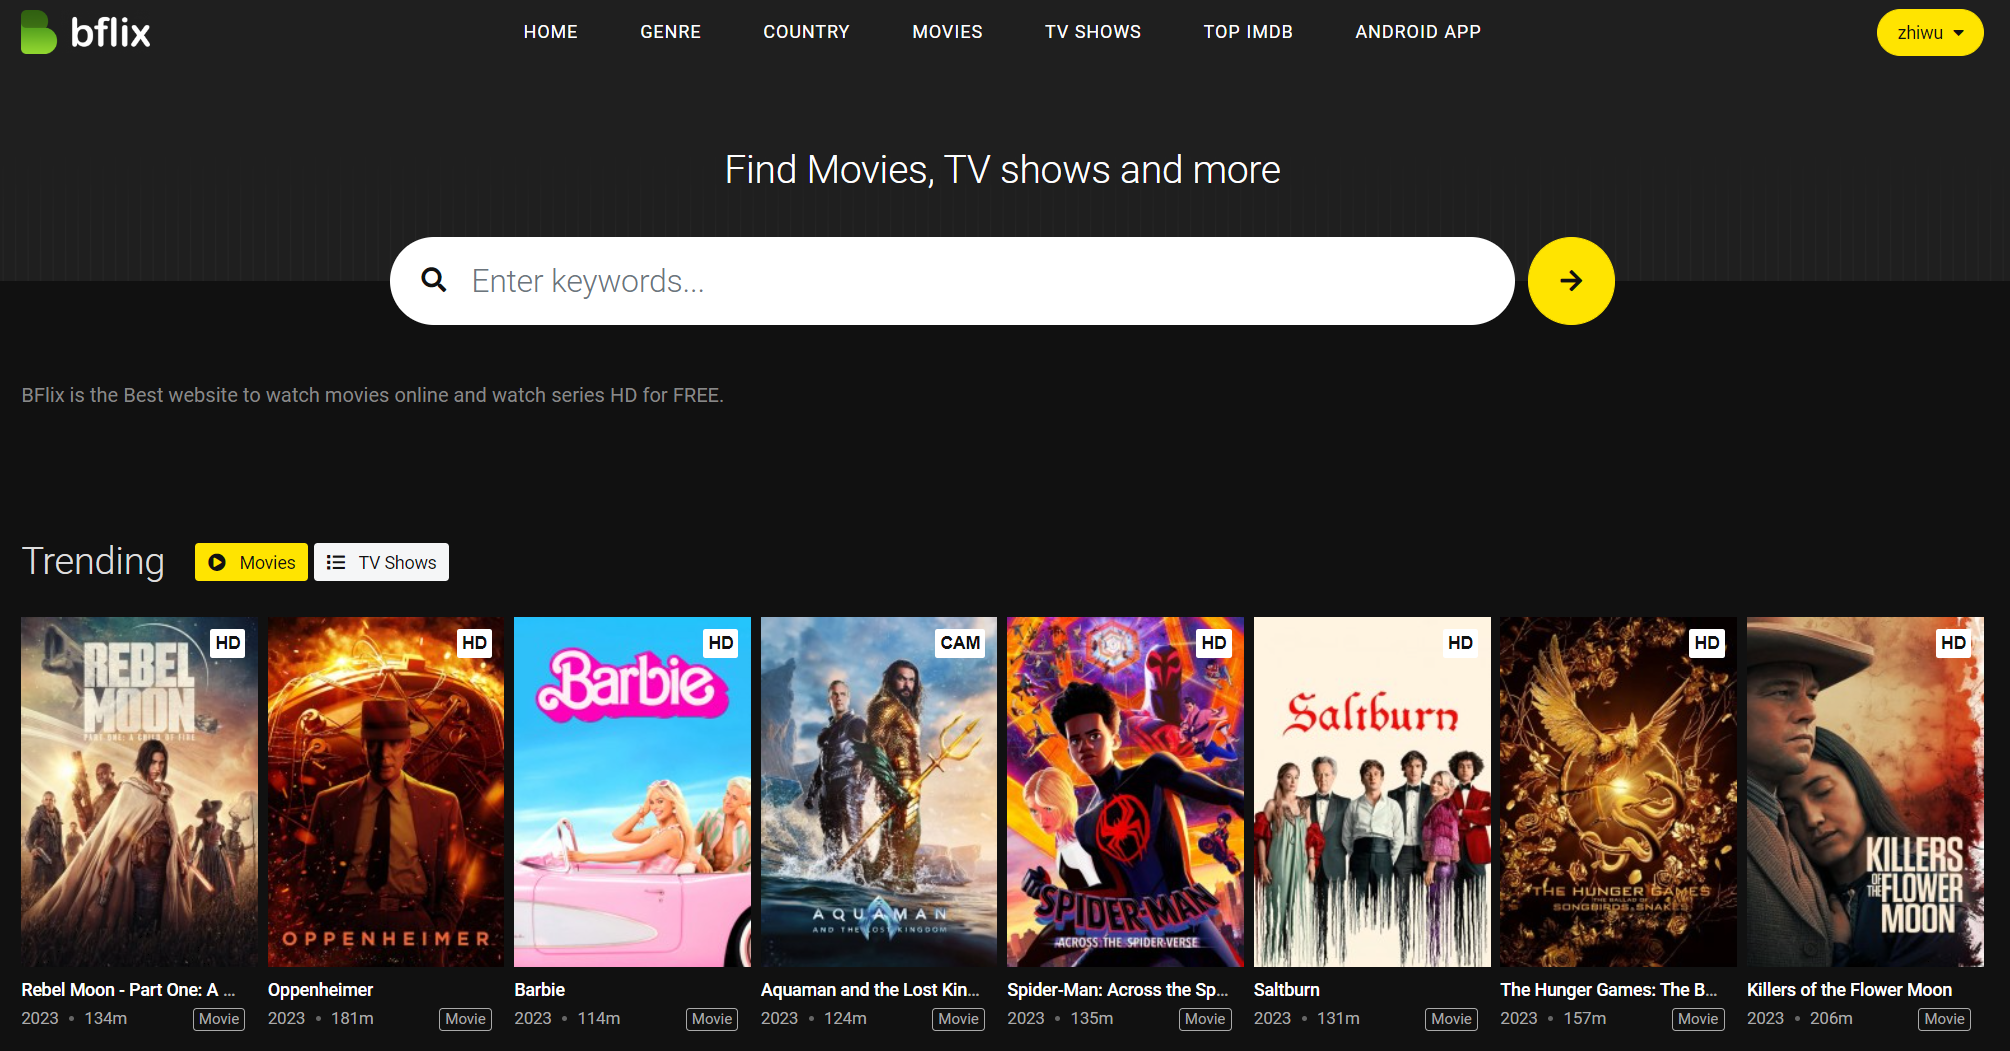 bflix
HOME GENRE COUNTRY MOVIES TV SHOWS TOP IMDB ANDROID APP
zhiwu
Find Movies, TV shows and more
Enter keywords...
BFlix is the Best website to watch movies online and watch series HD for FREE.
Trending
Movies
TV Shows
REBEL
MOON
PART ONE: A CHILD OF FIRE
HD
Rebel Moon - Part One: A ...
2023 • 134m Movie
HD
OPPENHEIMER
Oppenheimer
2023 • 181m Movie
HD
Barbie
Barbie
2023 • 114m Movie
CAM
AQUAMAN
AND THE LOST KINGDOM
Aquaman and the Lost Kin...
2023 • 124m Movie
HD
SPIDER-MAN
ACROSS THE SPIDER-VERSE
Spider-Man: Across the Sp...
2023 • 135m Movie
HD
Saltburn
Saltburn
2023 • 131m Movie
HD
THE HUNGER GAMES
THE BALLAD OF
SONGBIRDS & SNAKES
The Hunger Games: The B...
2023 • 157m Movie
HD
KILLERS
OF THE FLOWER
MOON
Killers of the Flower Moon
2023 • 206m Movie